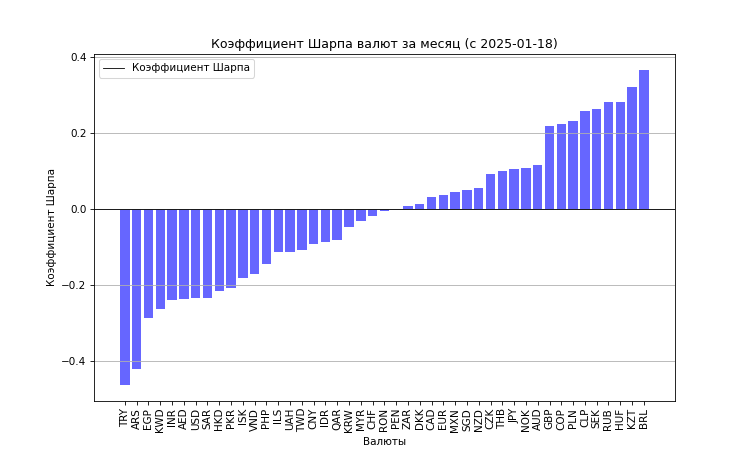 Коэффициент Шарпа валют за месяц (с 2025-01-18)
Коэффициент Шарпа
0.4
0.2
0.0
−0.2
−0.4
Коэффициент Шарпа
TRY ARS EGP KWD INR AED USD SAR HKD PKR ISK VND PHP ILS UAH TWD CNY IDR QAR KRW MYR CHF RON PEN ZAR DKK CAD EUR MXN SGD NZD CZK THB JPY NOK AUD GBP COP PLN CLP SEK RUB HUF KZT BRL
Валюты